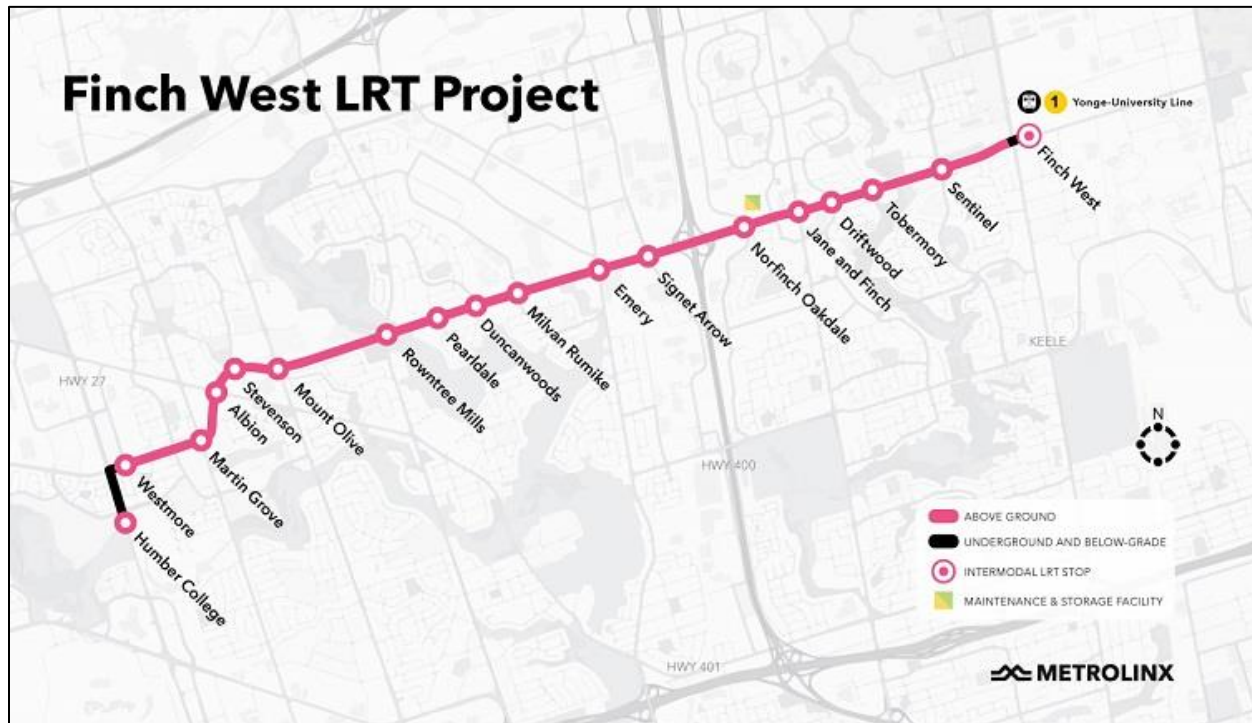 Finch West LRT Project
1 Yonge-University Line
Finch West
Sentinel
Tobermory
Driftwood
Jane and Finch
Norfinch Oakdale
Signet Arrow
Emery
Milvan Rumike
Duncanwoods
Pearldale
Rowntree Mills
Mount Olive
Stevenson
Albion
Martin Grove
Westmore
Humber College
HWY 27
KEELE
HWY 400
HWY 401
N
ABOVE GROUND
UNDERGROUND AND BELOW-GRADE
INTERMODAL LRT STOP
MAINTENANCE & STORAGE FACILITY
METROLINX